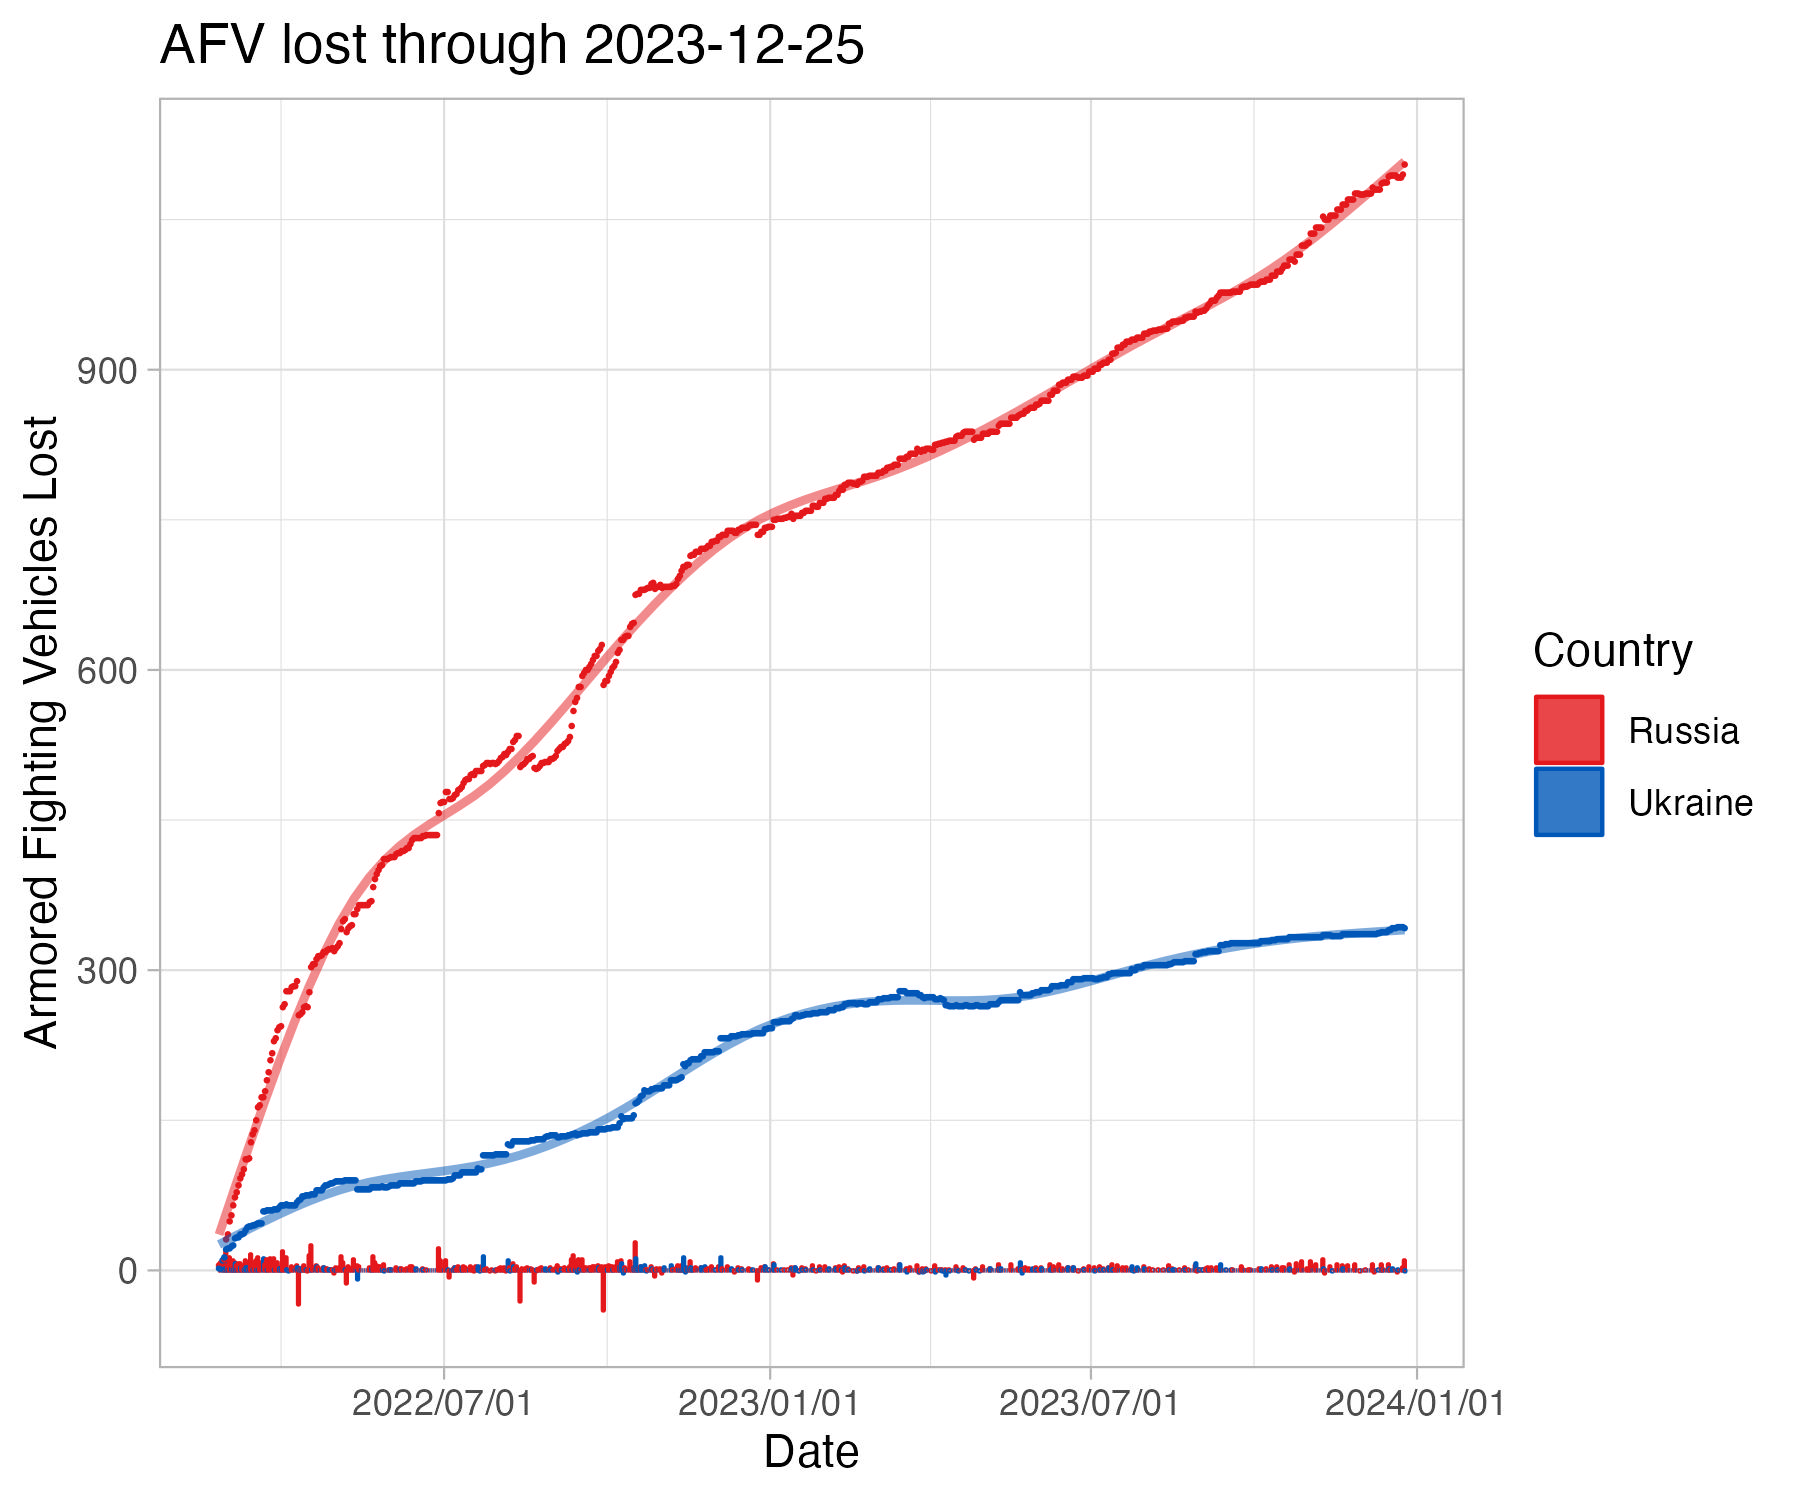 AFV lost through 2023-12-25
Armored Fighting Vehicles Lost
900
600
300
0
2022/07/01
2023/01/01
2023/07/01
2024/01/01
Date
Country
Russia
Ukraine